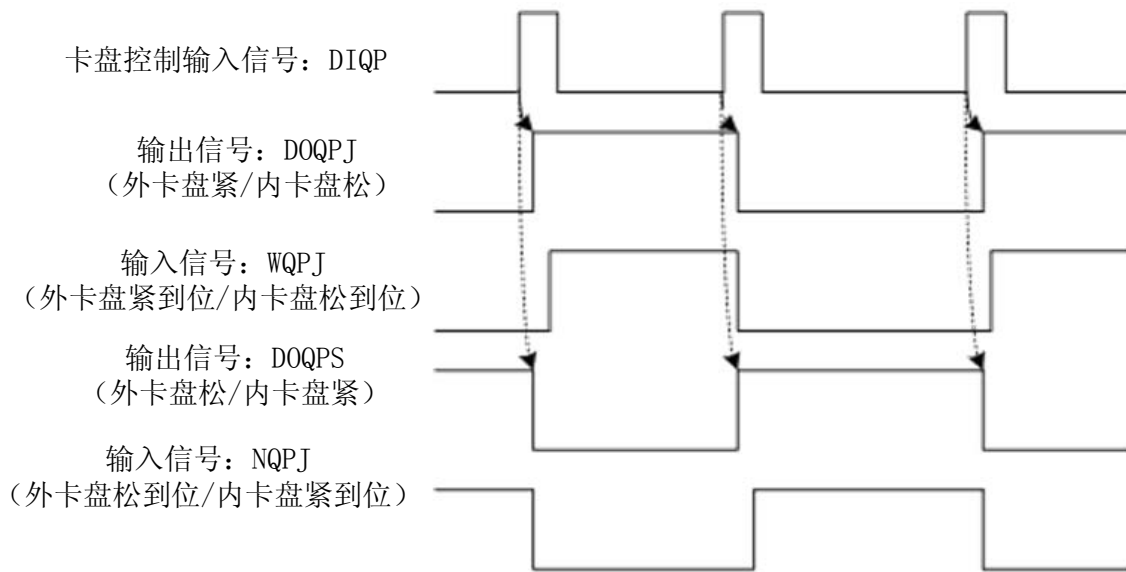 卡盘控制输入信号：DIQP
输出信号：DOQPJ
（外卡盘紧/内卡盘松）
输入信号：WQPJ
（外卡盘紧到位/内卡盘松到位）
输出信号：DOQPS
（外卡盘松/内卡盘紧）
输入信号：NQPJ
（外卡盘松到位/内卡盘紧到位）